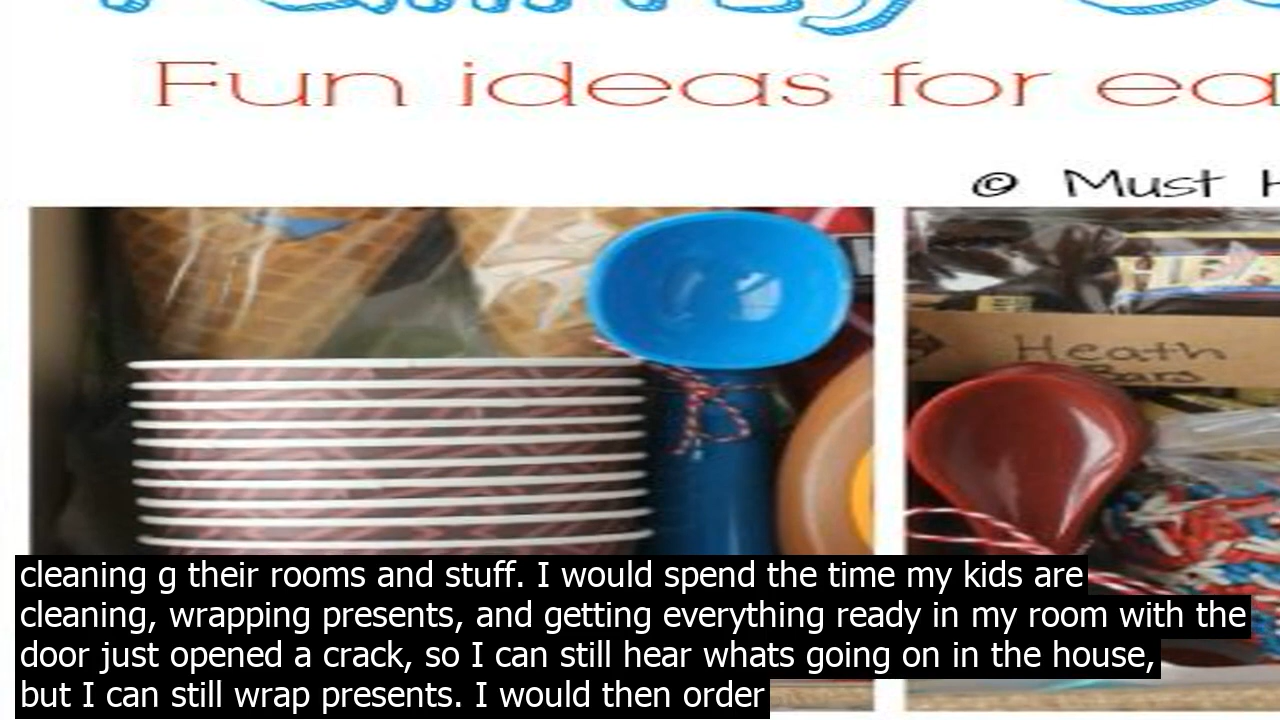 Fun ideas for ea
© Must H
HEA
Heath
Bars
cleaning g their rooms and stuff. I would spend the time my kids are
cleaning, wrapping presents, and getting everything ready in my room with the
door just opened a crack, so I can still hear whats going on in the house,
but I can still wrap presents. I would then order